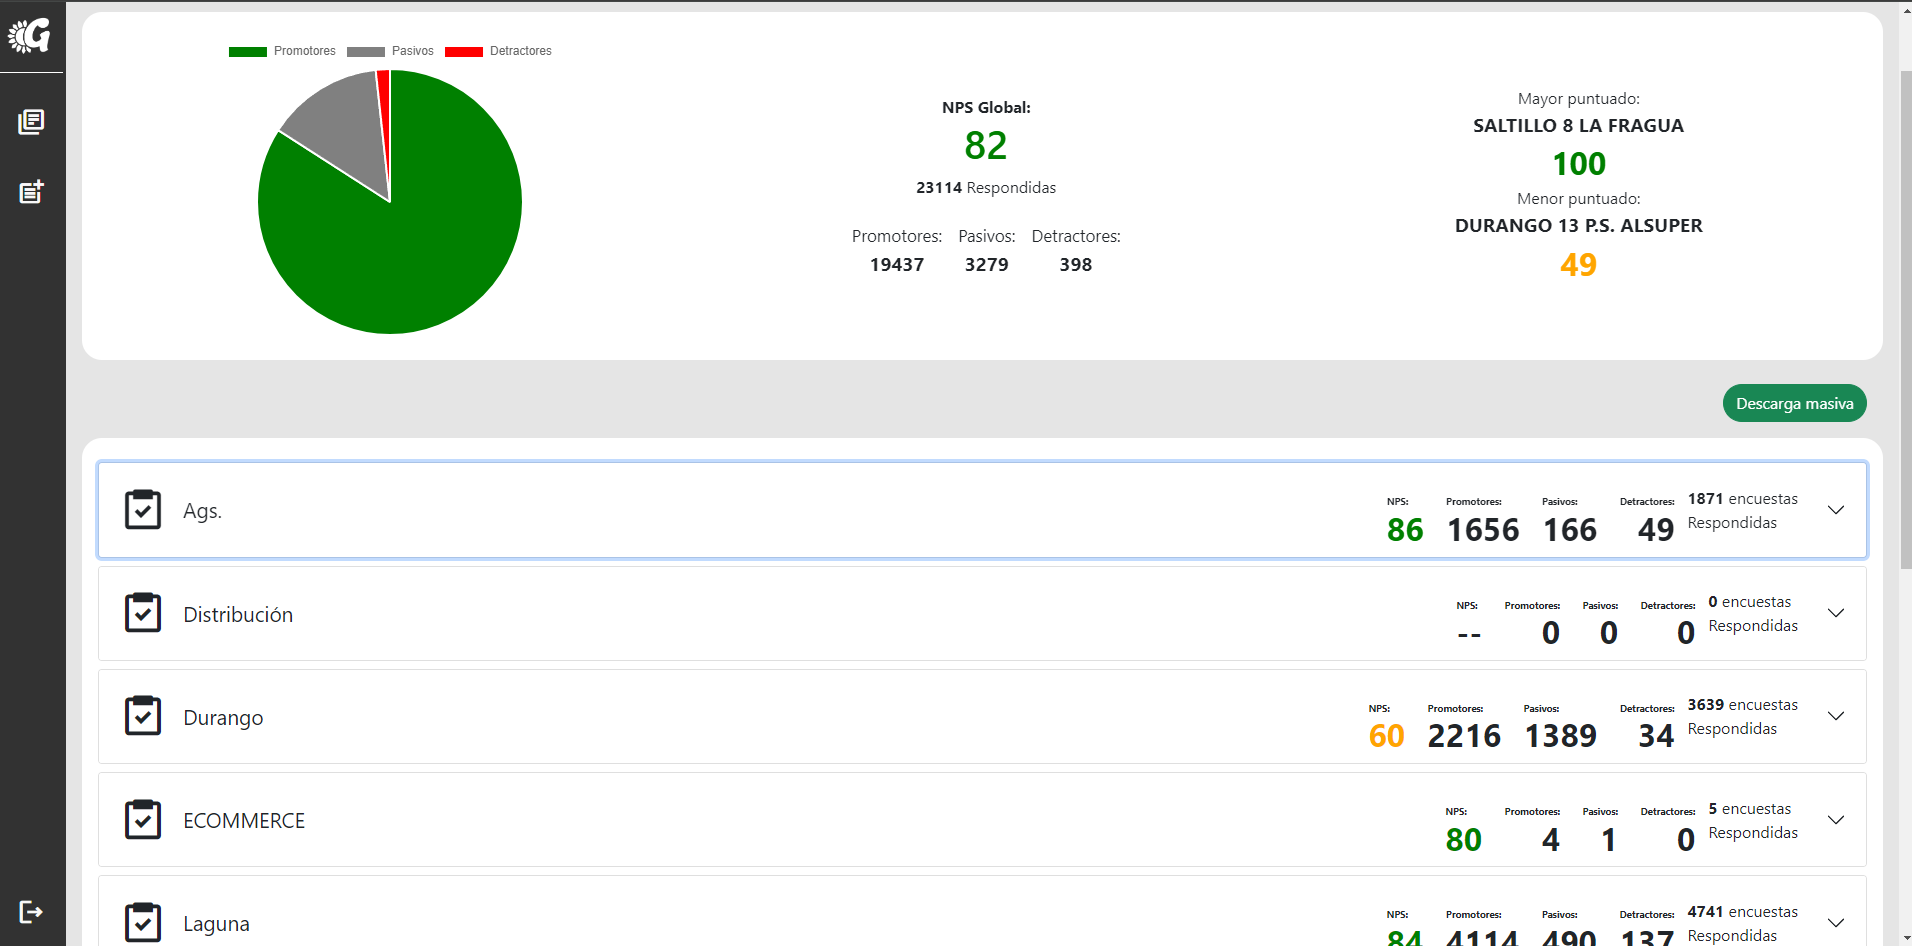 Promotores Pasivos Detractores
NPS Global:
82
23114 Respondidas
Promotores: Pasivos: Detractores:
19437 3279 398
Mayor puntuado:
SALTILLO 8 LA FRAGUA
100
Menor puntuado:
DURANGO 13 P.S. ALSUPER
49
Descarga masiva
Ags.
NPS: Promotores: Pasivos: Detractores:
86 1656 166 49
1871 encuestas
Respondidas
Distribución
NPS: Promotores: Pasivos: Detractores:
-- 0 0 0
0 encuestas
Respondidas
Durango
NPS: Promotores: Pasivos: Detractores:
60 2216 1389 34
3639 encuestas
Respondidas
ECOMMERCE
NPS: Promotores: Pasivos: Detractores:
80 4 1 0
5 encuestas
Respondidas
Laguna
NPS: Promotores: Pasivos: Detractores:
84 4114 490 137
4741 encuestas
Respondidas